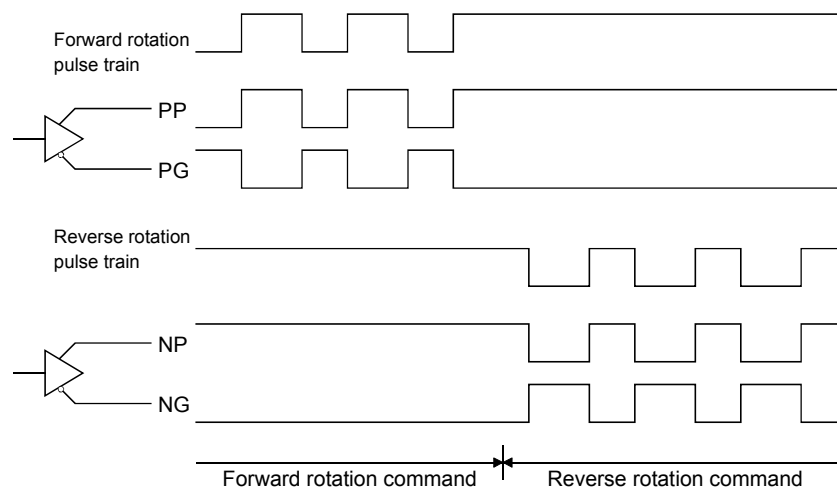 Forward rotation
pulse train
PP
PG
Reverse rotation
pulse train
NP
NG
Forward rotation command
Reverse rotation command